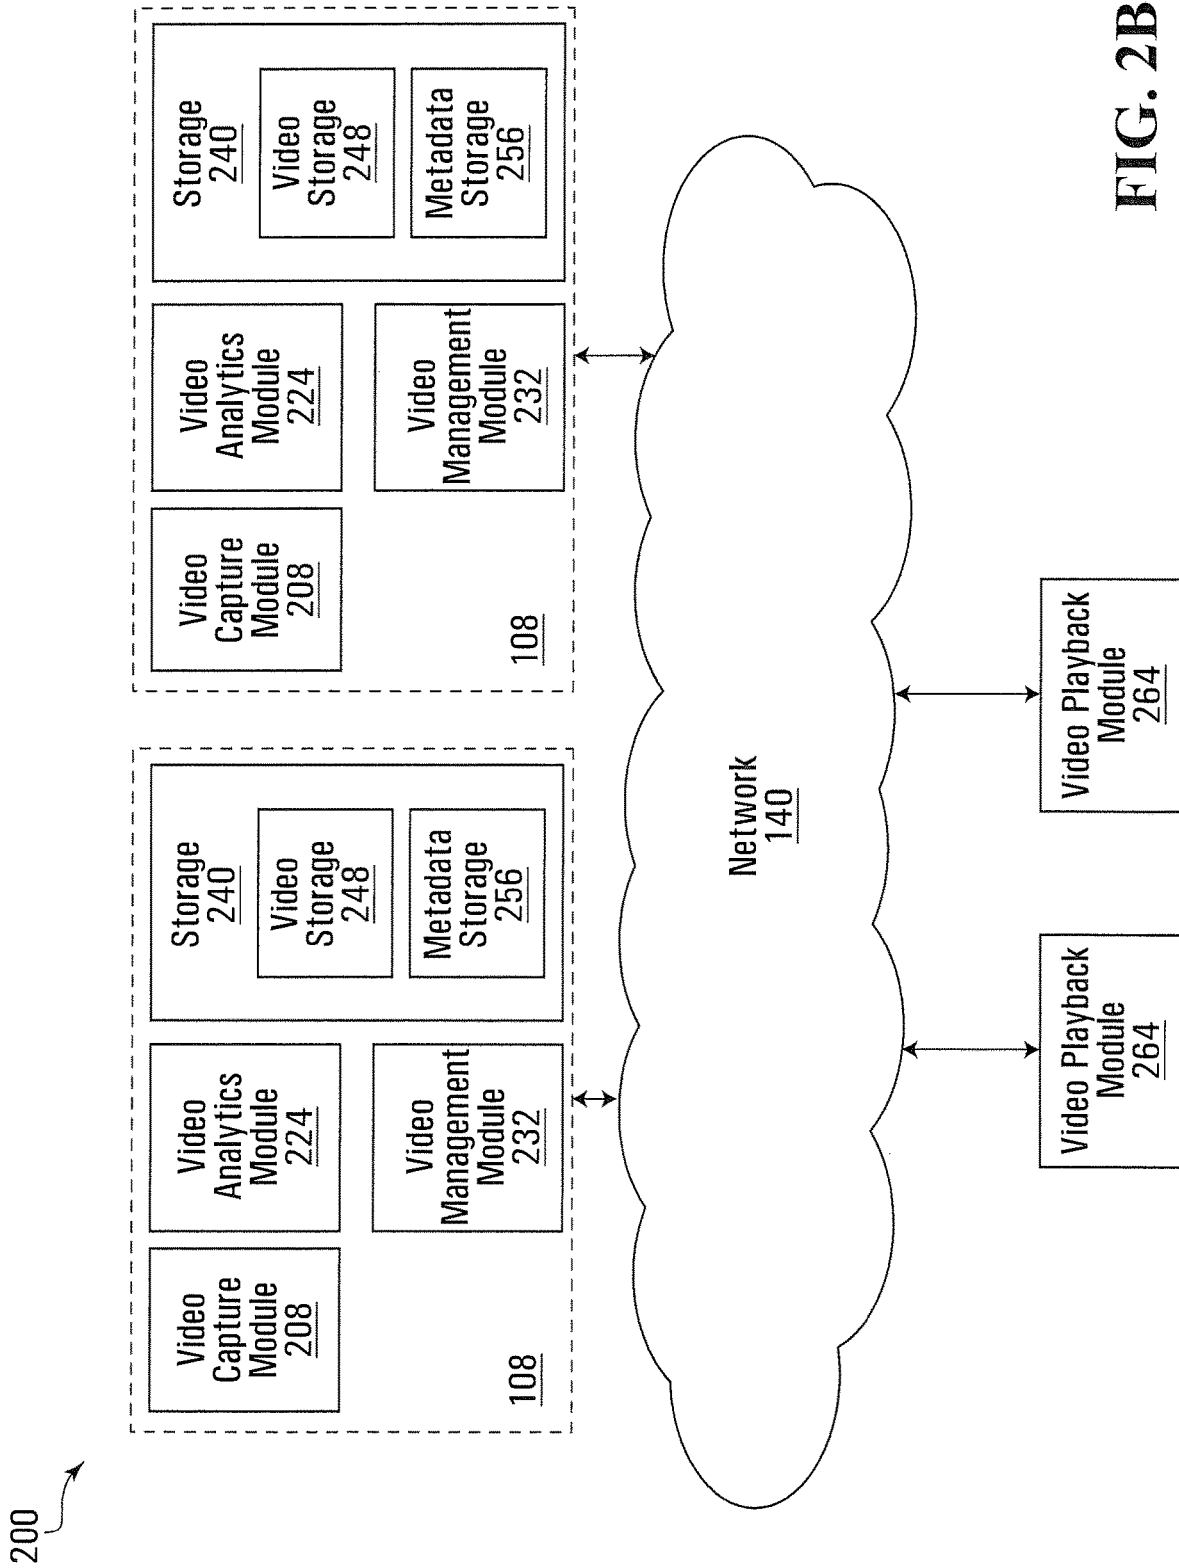 200
Video
Capture
Module
208
Video
Analytics
Module
224
Storage
240
Video
Storage
248
Metadata
Storage
256
Video
Management
Module
232
108
Video
Capture
Module
208
Video
Analytics
Module
224
Storage
240
Video
Storage
248
Metadata
Storage
256
Video
Management
Module
232
108
Network
140
Video Playback
Module
264
Video Playback
Module
264
FIG. 2B